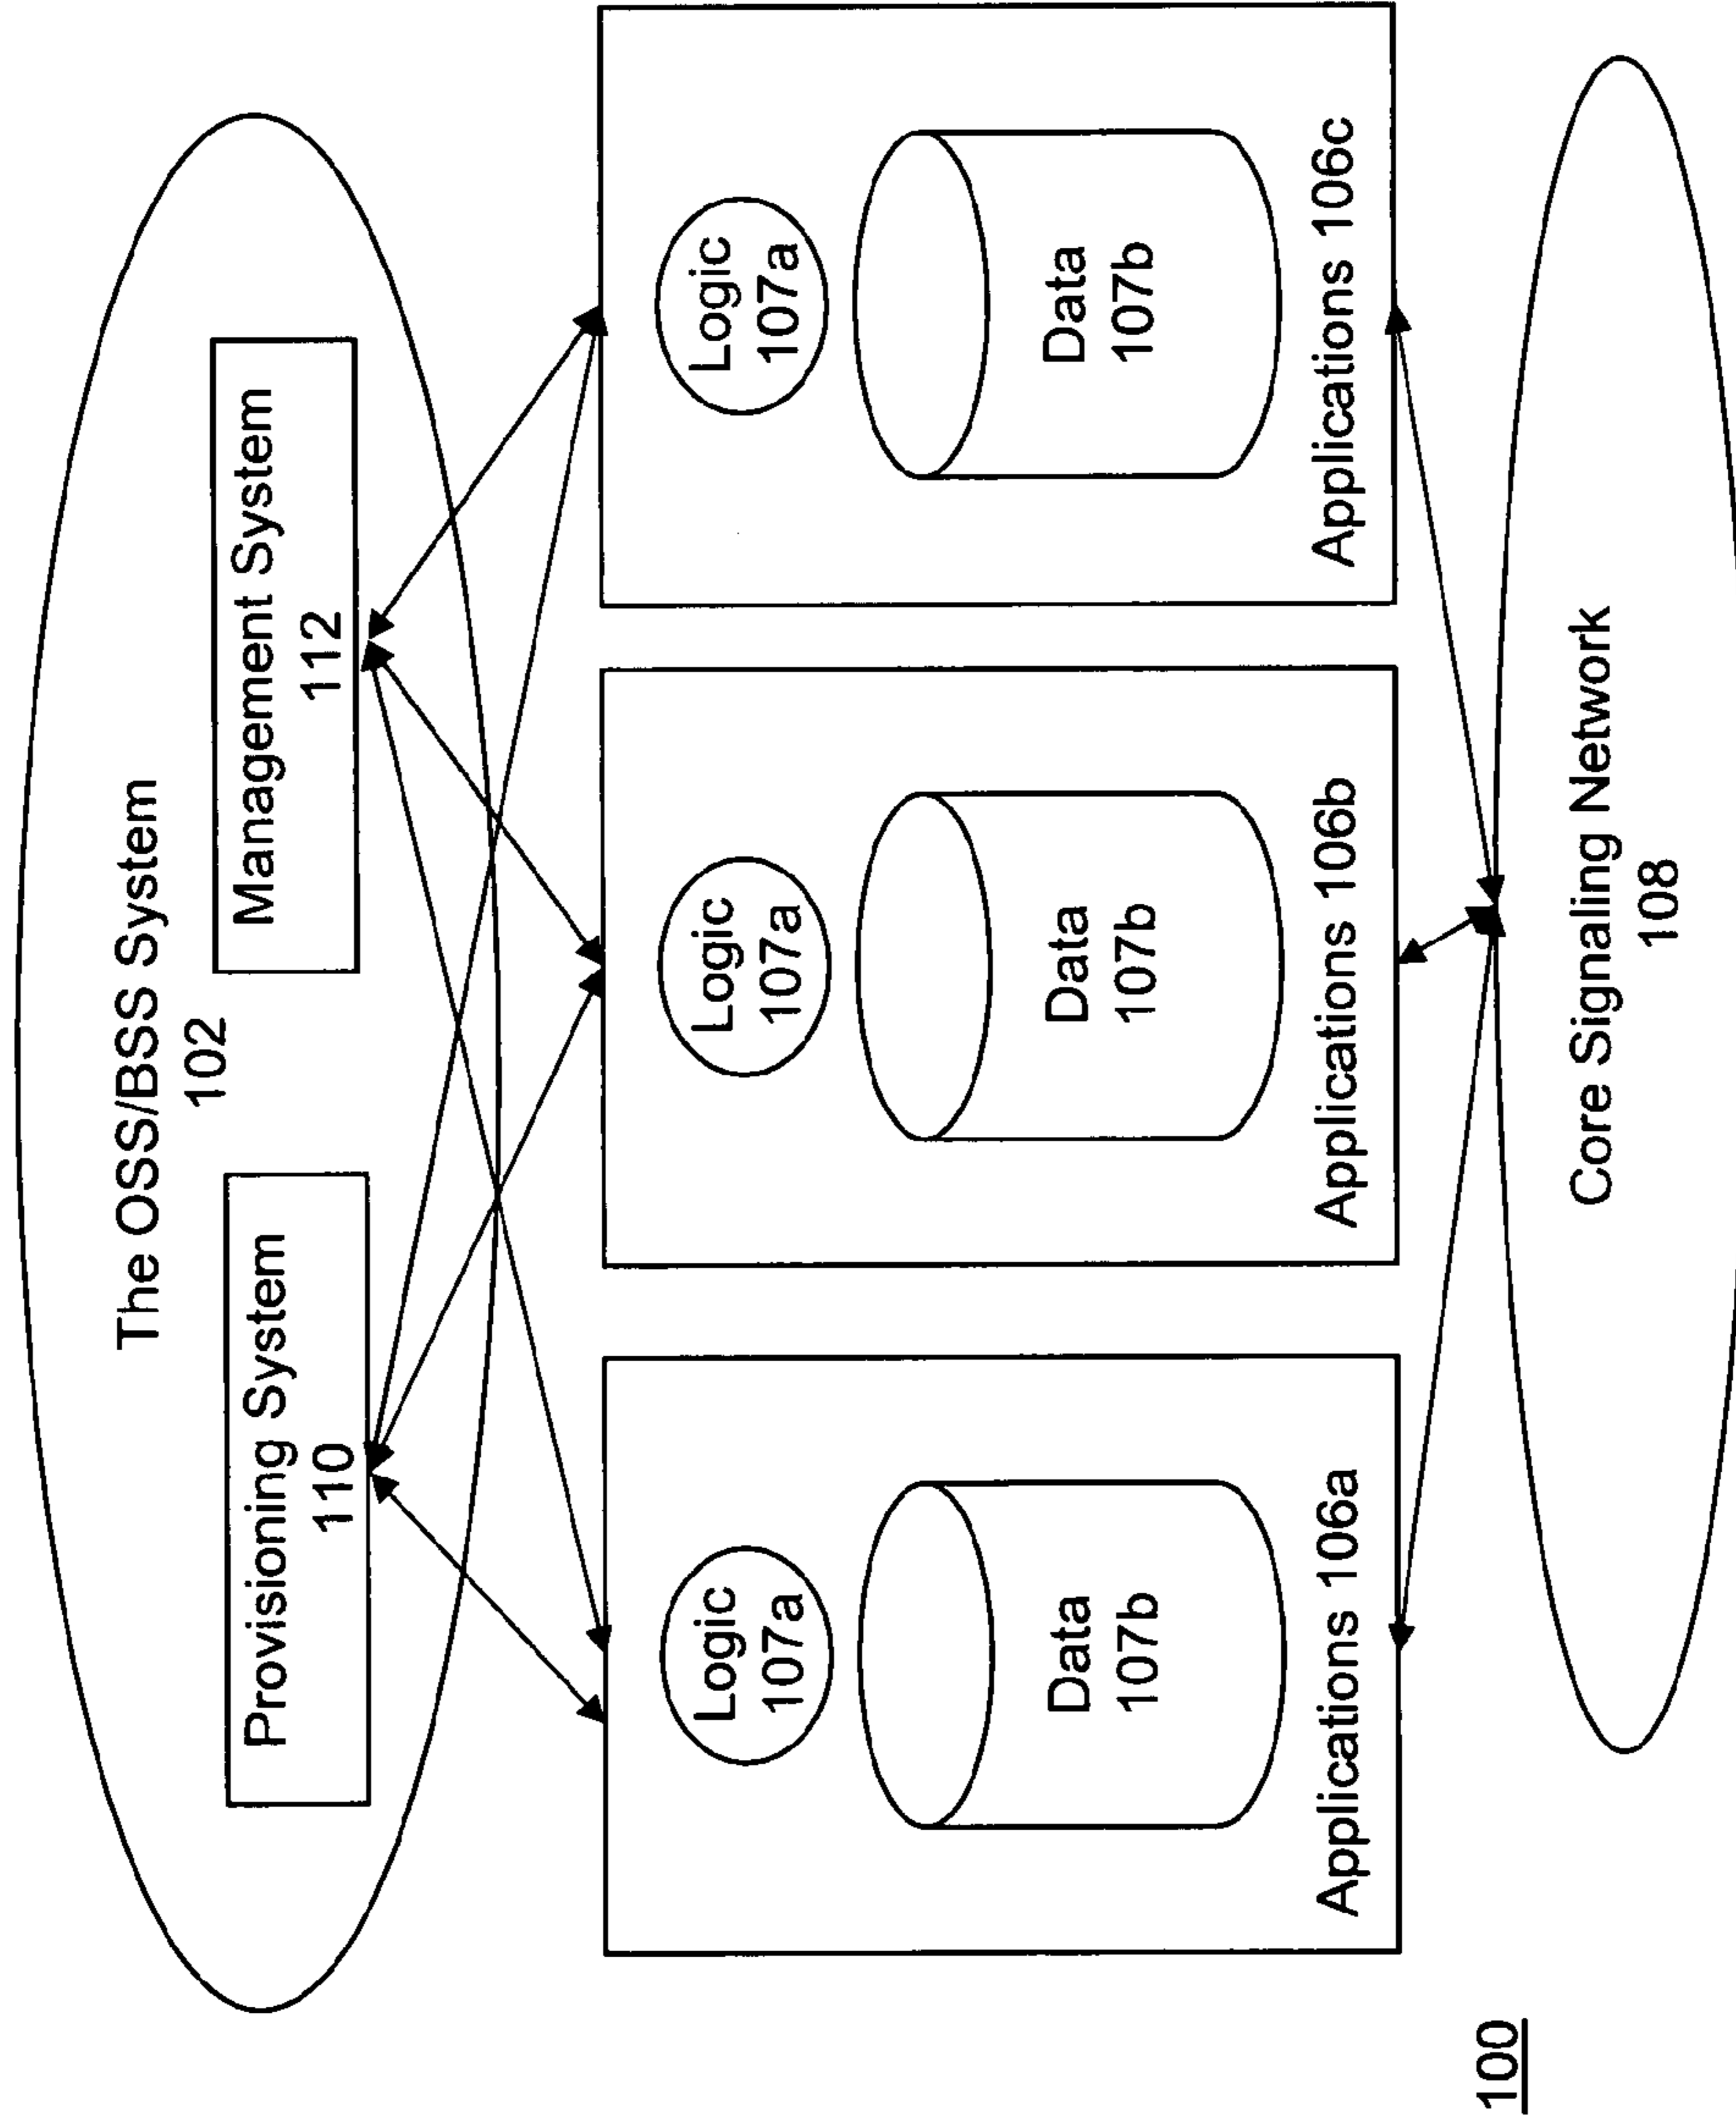 The OSS/BSS System
102
Provisioning System
110
Management System
112
Logic
107a
Data
107b
Applications 106a
Logic
107a
Data
107b
Applications 106b
Logic
107a
Data
107b
Applications 106c
Core Signaling Network
108
100